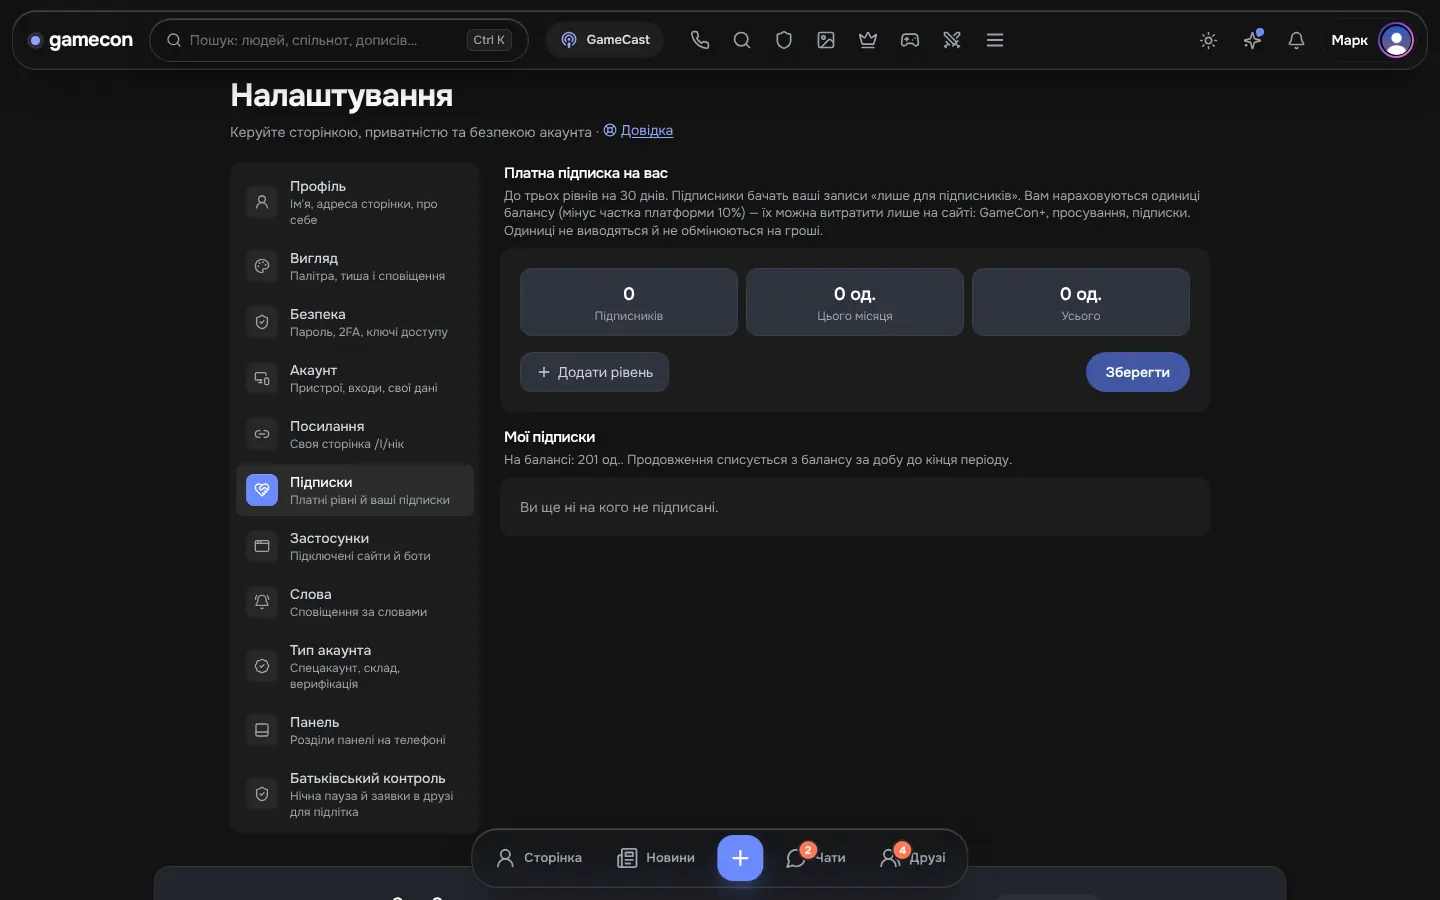 gamecon
Пошук: людей, спільнот, дописів…
Ctrl K
GameCast
Марк
Налаштування
Керуйте сторінкою, приватністю та безпекою акаунта · Довідка
Профіль
Ім'я, адреса сторінки, про
себе
Вигляд
Палітра, тиша і сповіщення
Безпека
Пароль, 2FA, ключі доступу
Акаунт
Пристрої, входи, свої дані
Посилання
Своя сторінка /l/нік
Підписки
Платні рівні й ваші підписки
Застосунки
Підключені сайти й боти
Слова
Сповіщення за словами
Тип акаунта
Спецакаунт, склад,
верифікація
Панель
Розділи панелі на телефоні
Батьківський контроль
Нічна пауза й заявки в друзі
для підлітка
Платна підписка на вас
До трьох рівнів на 30 днів. Підписники бачать ваші записи «лише для підписників». Вам нараховуються одиниці
балансу (мінус частка платформи 10%) — їх можна витратити лише на сайті: GameCon+, просування, підписки.
Одиниці не виводяться й не обмінюються на гроші.
0
Підписників
0 од.
Цього місяця
0 од.
Усього
Додати рівень
Зберегти
Мої підписки
На балансі: 201 од.. Продовження списується з балансу за добу до кінця періоду.
Ви ще ні на кого не підписані.
Сторінка
Новини
2
Чати
4
Друзі